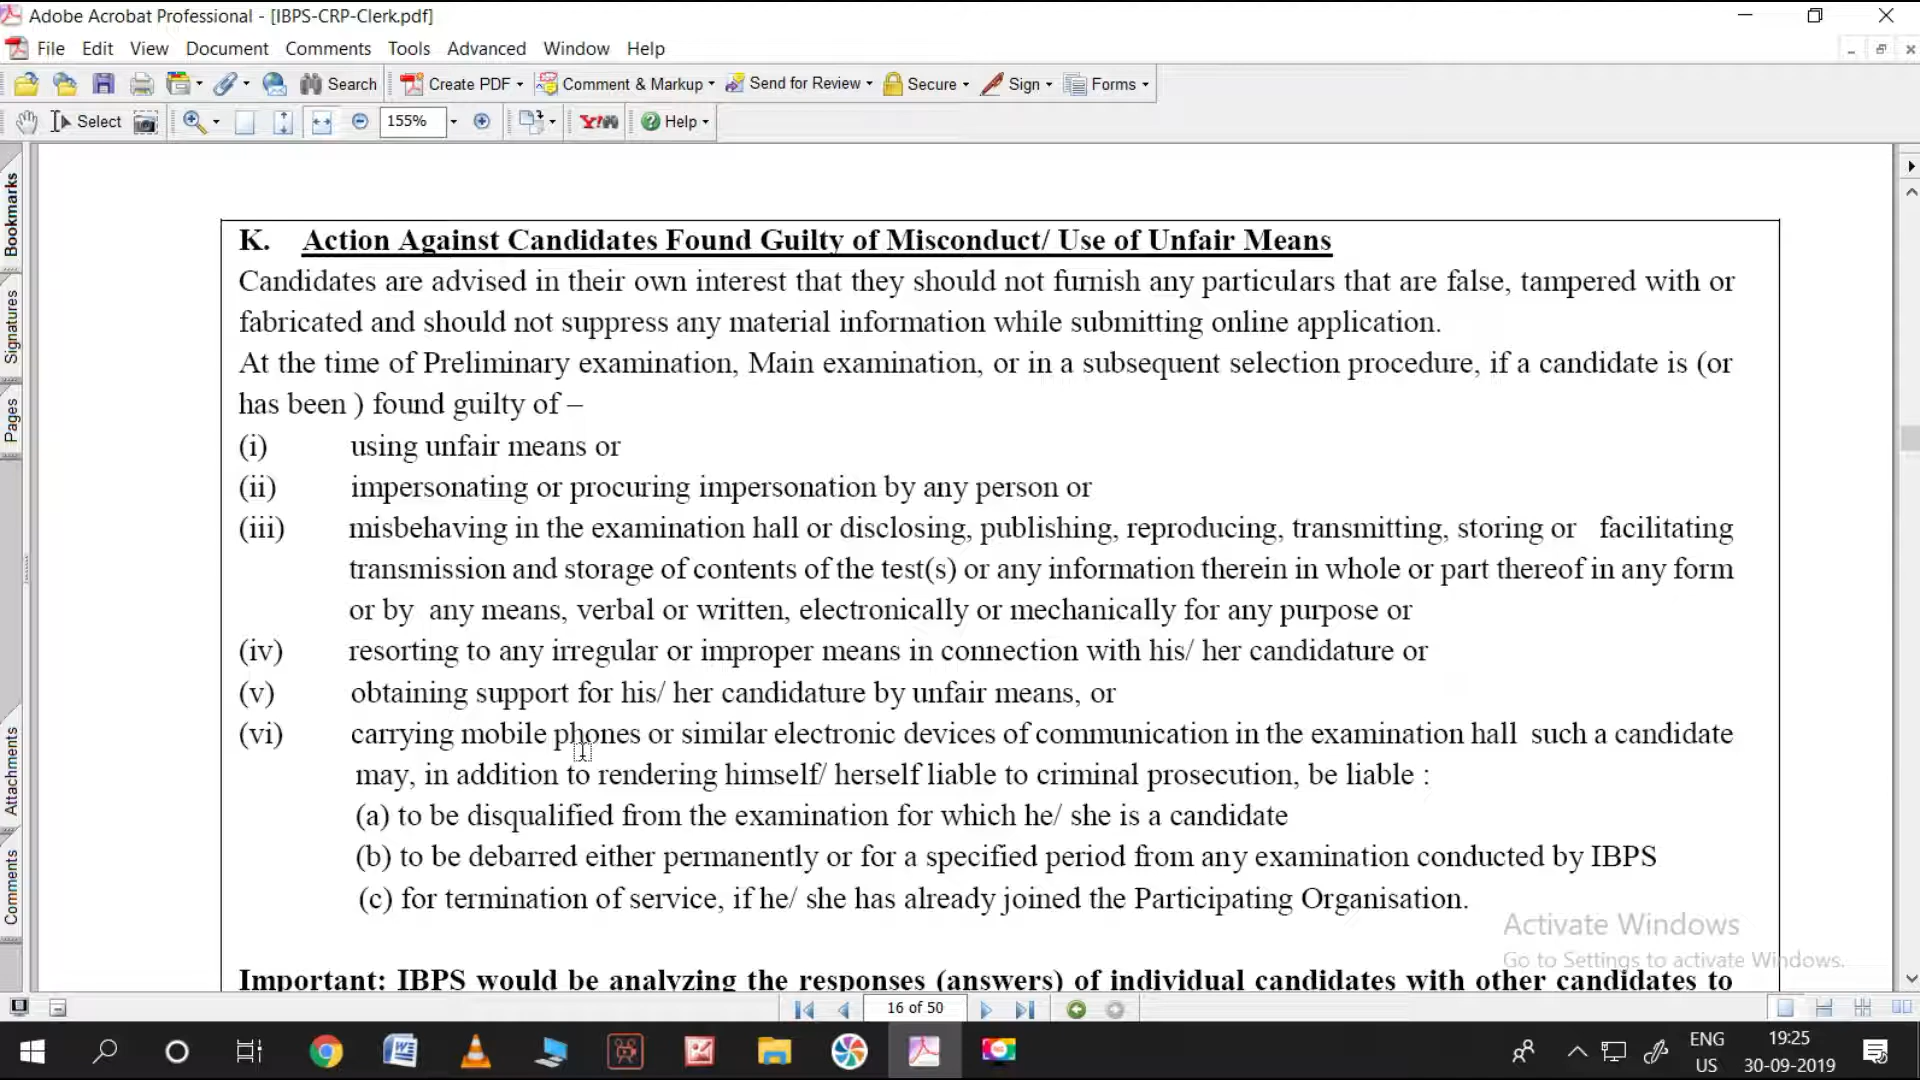 Adobe Acrobat Professional - [IBPS-CRP-Clerk.pdf]
File Edit View Document Comments Tools Advanced Window Help
Search Create PDF Comment & Markup Send for Review Secure Sign Forms
Select 155% Y! Help
Bookmarks
Signatures
Pages
Attachments
Comments
K. Action Against Candidates Found Guilty of Misconduct/ Use of Unfair Means
Candidates are advised in their own interest that they should not furnish any particulars that are false, tampered with or
fabricated and should not suppress any material information while submitting online application.
At the time of Preliminary examination, Main examination, or in a subsequent selection procedure, if a candidate is (or
has been ) found guilty of –
(i) using unfair means or
(ii) impersonating or procuring impersonation by any person or
(iii) misbehaving in the examination hall or disclosing, publishing, reproducing, transmitting, storing or facilitating
transmission and storage of contents of the test(s) or any information therein in whole or part thereof in any form
or by any means, verbal or written, electronically or mechanically for any purpose or
(iv) resorting to any irregular or improper means in connection with his/ her candidature or
(v) obtaining support for his/ her candidature by unfair means, or
(vi) carrying mobile phones or similar electronic devices of communication in the examination hall such a candidate
may, in addition to rendering himself/ herself liable to criminal prosecution, be liable :
(a) to be disqualified from the examination for which he/ she is a candidate
(b) to be debarred either permanently or for a specified period from any examination conducted by IBPS
(c) for termination of service, if he/ she has already joined the Participating Organisation.
Activate Windows
Go to Settings to activate Windows.
Important: IBPS would be analyzing the responses (answers) of individual candidates with other candidates to
16 of 50
ENG
US
19:25
30-09-2019